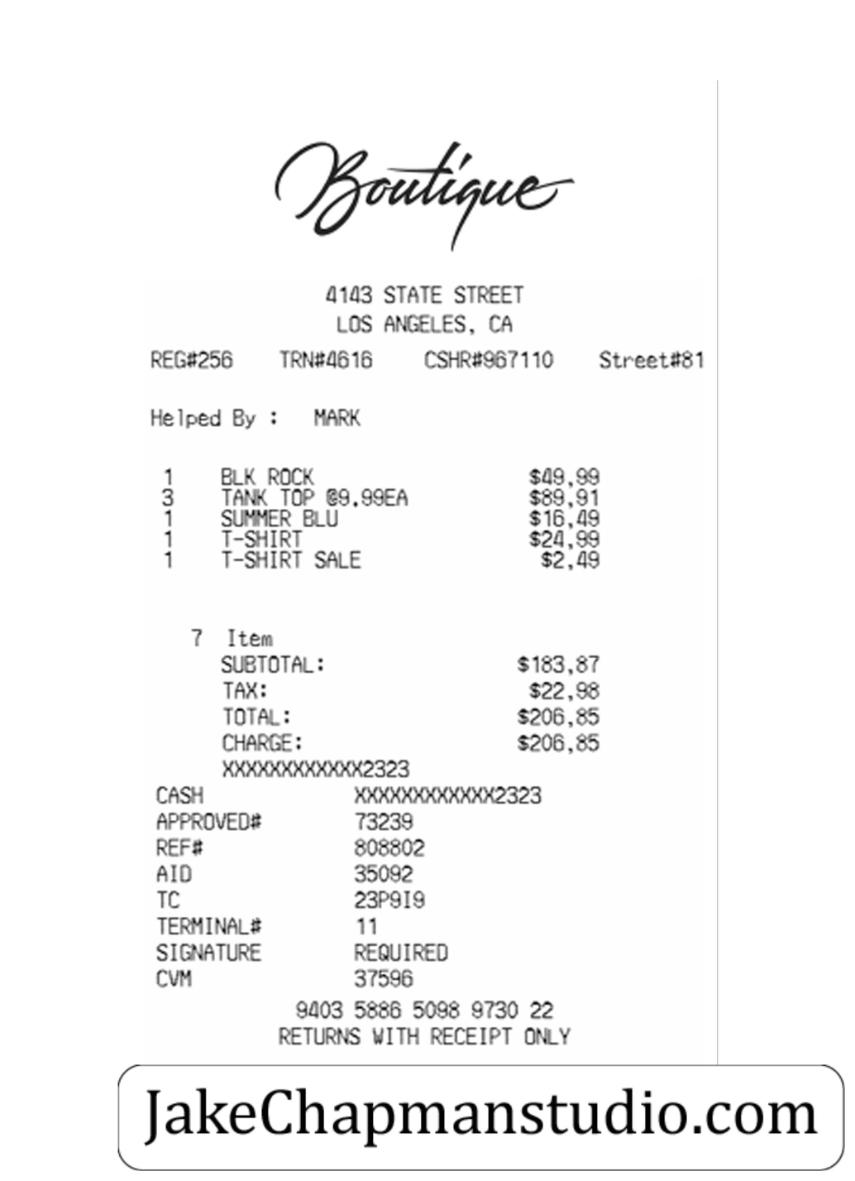 Boutique
4143 STATE STREET
LOS ANGELES, CA
REG#256 TRN#4616 CSHR#967110 Street#81
Helped By : MARK
1 BLK ROCK $49,99
3 TANK TOP @9,99EA $89,91
1 SUMMER BLU $16,49
1 T-SHIRT $24,99
1 T-SHIRT SALE $2,49
7 Item
SUBTOTAL: $183,87
TAX: $22,98
TOTAL: $206,85
CHARGE: $206,85
XXXXXXXXXXXX2323
CASH XXXXXXXXXXXX2323
APPROVED# 73239
REF# 808802
AID 35092
TC 23P9I9
TERMINAL# 11
SIGNATURE REQUIRED
CVM 37596
9403 5886 5098 9730 22
RETURNS WITH RECEIPT ONLY
JakeChapmanstudio.com